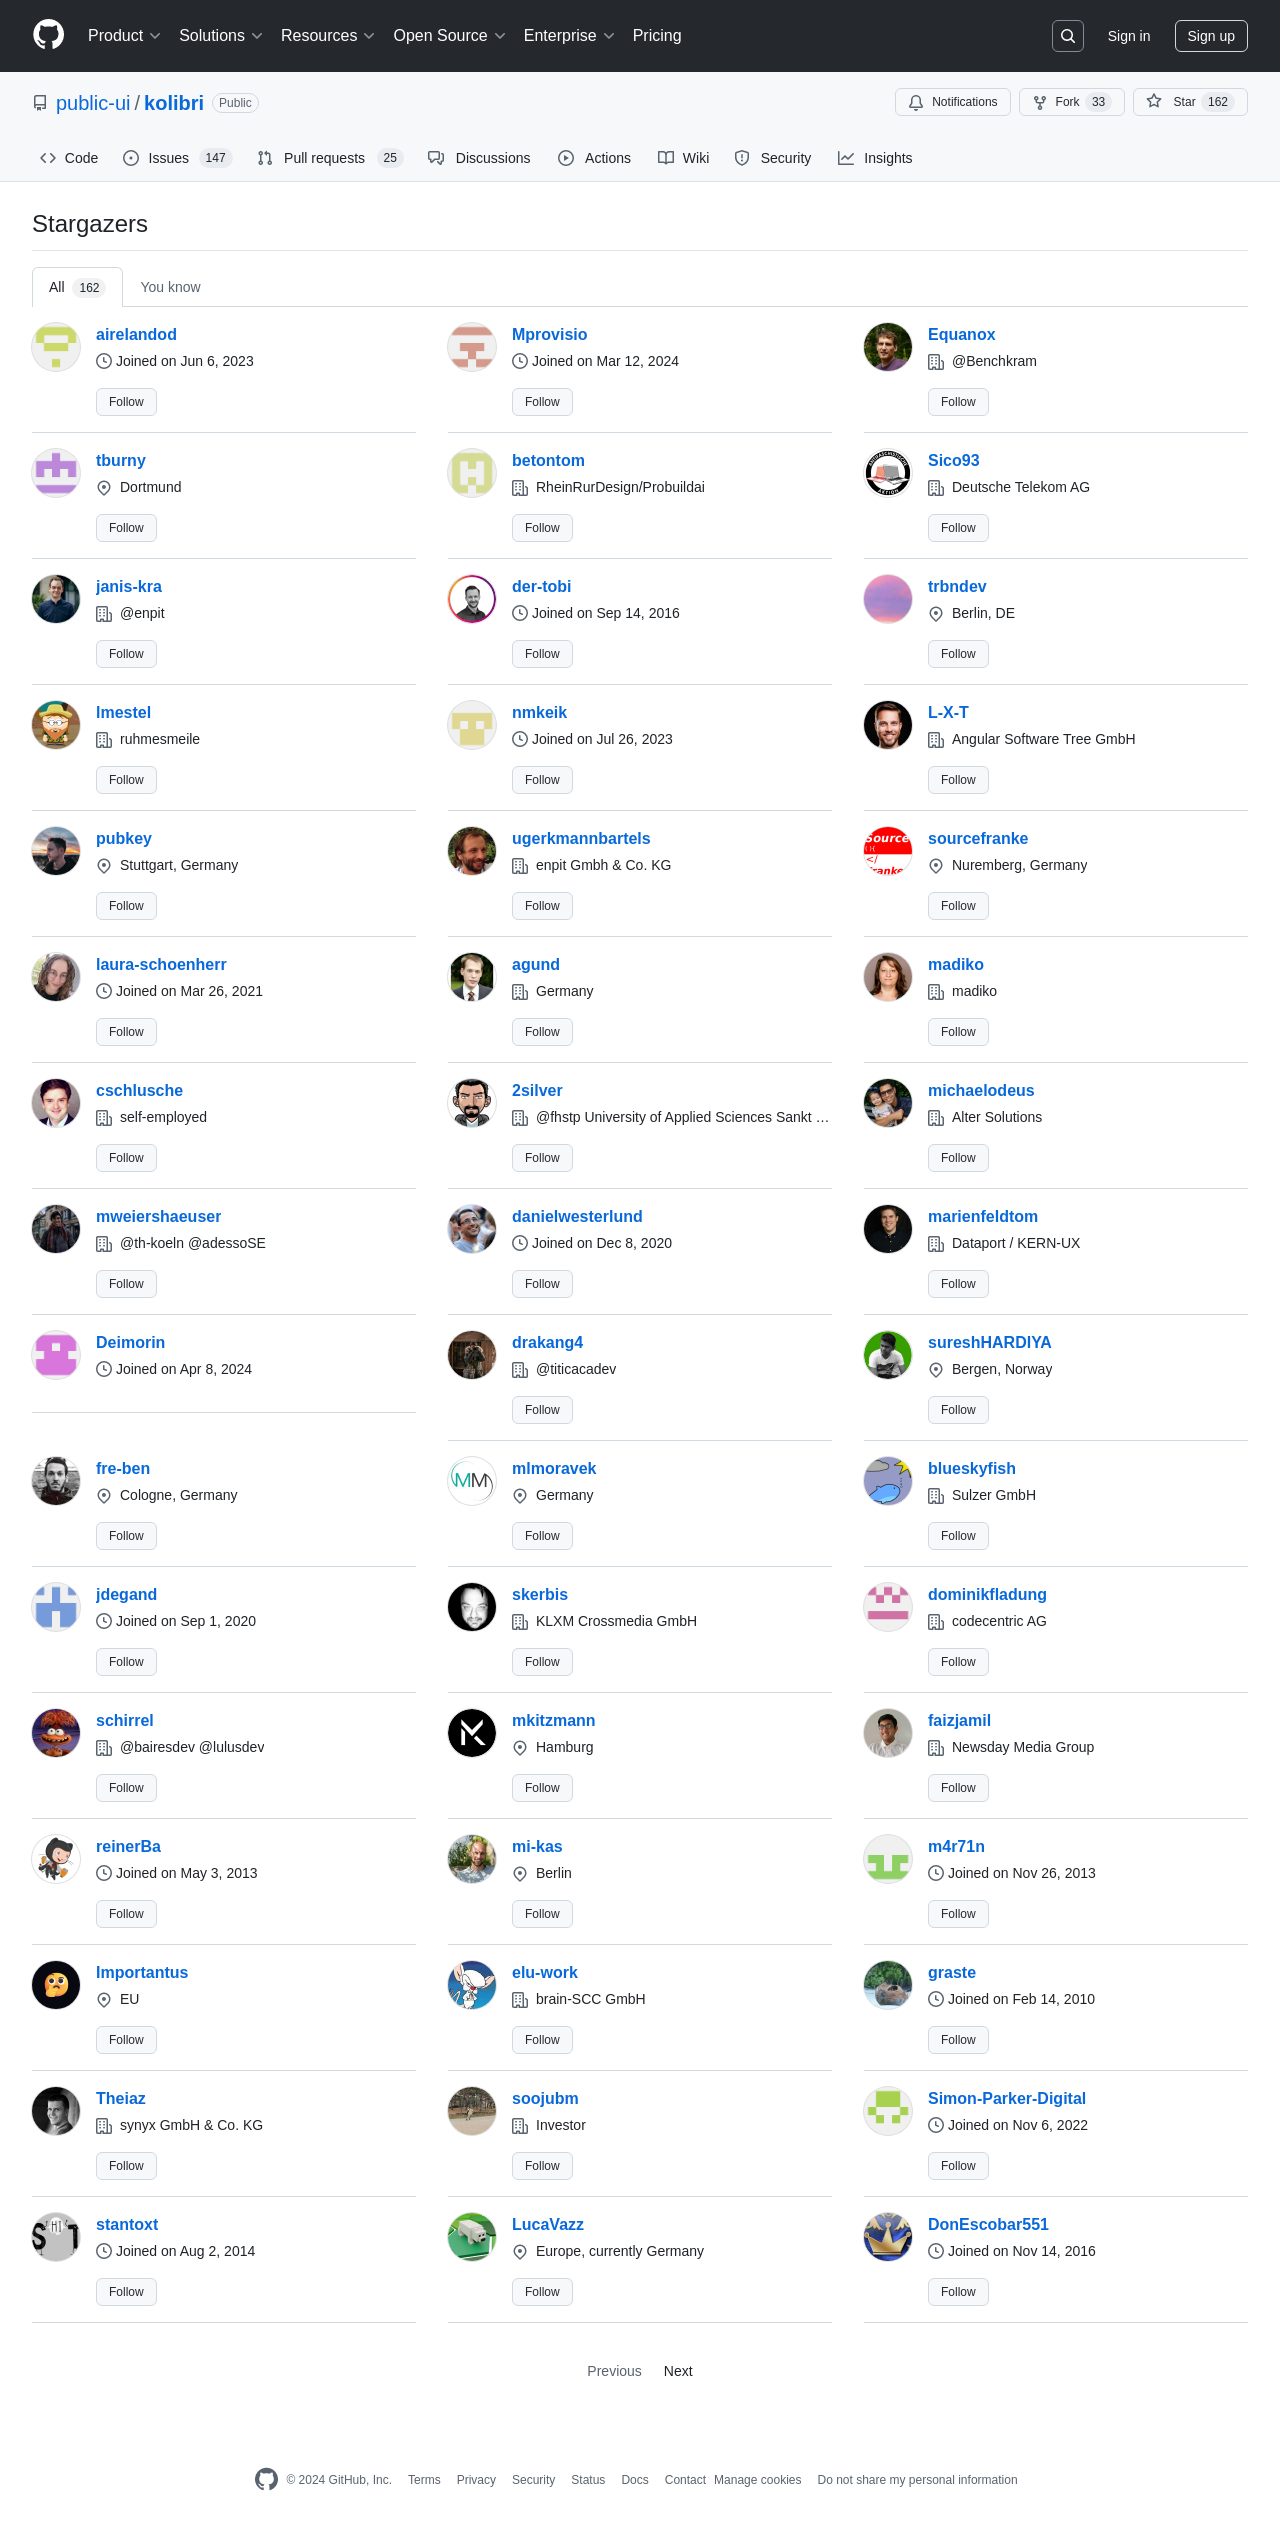 Product Solutions Resources Open Source Enterprise Pricing Sign in Sign up
public-ui / kolibri Public Notifications Fork 33 Star 162
Code Issues 147 Pull requests 25 Discussions Actions Wiki Security Insights
Stargazers
All 162 You know
airelandod Mprovisio Equanox
Joined on Jun 6, 2023 Joined on Mar 12, 2024 @Benchkram
Follow Follow Follow
tburny betontom Sico93
Dortmund RheinRurDesign/Probuildai Deutsche Telekom AG
Follow Follow Follow
janis-kra der-tobi trbndev
@enpit Joined on Sep 14, 2016 Berlin, DE
Follow Follow Follow
lmestel nmkeik L-X-T
ruhmesmeile Joined on Jul 26, 2023 Angular Software Tree GmbH
Follow Follow Follow
pubkey ugerkmannbartels sourcefranke
Stuttgart, Germany enpit Gmbh & Co. KG Nuremberg, Germany
Follow Follow Follow
laura-schoenherr agund madiko
Joined on Mar 26, 2021 Germany madiko
Follow Follow Follow
cschlusche 2silver michaelodeus
self-employed @fhstp University of Applied Sciences Sankt … Alter Solutions
Follow Follow Follow
mweiershaeuser danielwesterlund marienfeldtom
@th-koeln @adessoSE Joined on Dec 8, 2020 Dataport / KERN-UX
Follow Follow Follow
Deimorin drakang4 sureshHARDIYA
Joined on Apr 8, 2024 @titicacadev Bergen, Norway
Follow Follow
fre-ben mlmoravek blueskyfish
Cologne, Germany Germany Sulzer GmbH
Follow Follow Follow
jdegand skerbis dominikfladung
Joined on Sep 1, 2020 KLXM Crossmedia GmbH codecentric AG
Follow Follow Follow
schirrel mkitzmann faizjamil
@bairesdev @lulusdev Hamburg Newsday Media Group
Follow Follow Follow
reinerBa mi-kas m4r71n
Joined on May 3, 2013 Berlin Joined on Nov 26, 2013
Follow Follow Follow
Importantus elu-work graste
EU brain-SCC GmbH Joined on Feb 14, 2010
Follow Follow Follow
Theiaz soojubm Simon-Parker-Digital
synyx GmbH & Co. KG Investor Joined on Nov 6, 2022
Follow Follow Follow
stantoxt LucaVazz DonEscobar551
Joined on Aug 2, 2014 Europe, currently Germany Joined on Nov 14, 2016
Follow Follow Follow
Previous Next
© 2024 GitHub, Inc. Terms Privacy Security Status Docs Contact Manage cookies Do not share my personal information